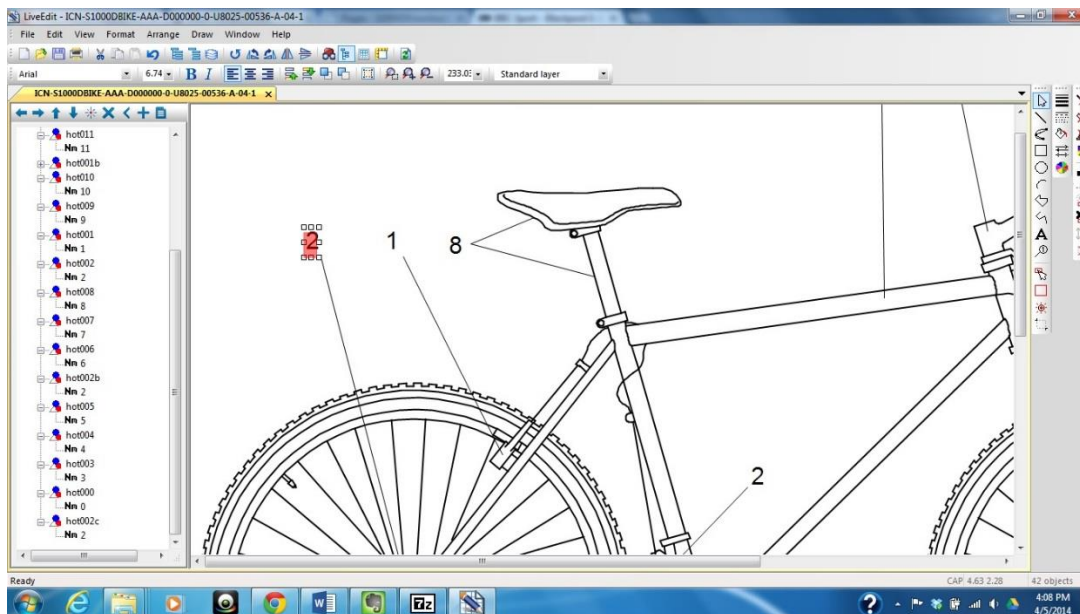 LiveEdit - ICN-S1000DBIKE-AAA-D000000-0-U8025-00536-A-04-1
File Edit View Format Arrange Draw Window Help
Arial 6.74 B I 233.0 Standard layer
ICN-S1000DBIKE-AAA-D000000-0-U8025-00536-A-04-1 x
hot011
Nm 11
hot001b
hot010
Nm 10
hot009
Nm 9
hot001
Nm 1
hot002
Nm 2
hot008
Nm 8
hot007
Nm 7
hot006
Nm 6
hot002b
Nm 2
hot005
Nm 5
hot004
Nm 4
hot003
Nm 3
hot000
Nm 0
hot002c
Nm 2
2 1 8
2
A
Ready CAP 4.63 2.28 42 objects
W 7z ? 4:08 PM
4/5/2014